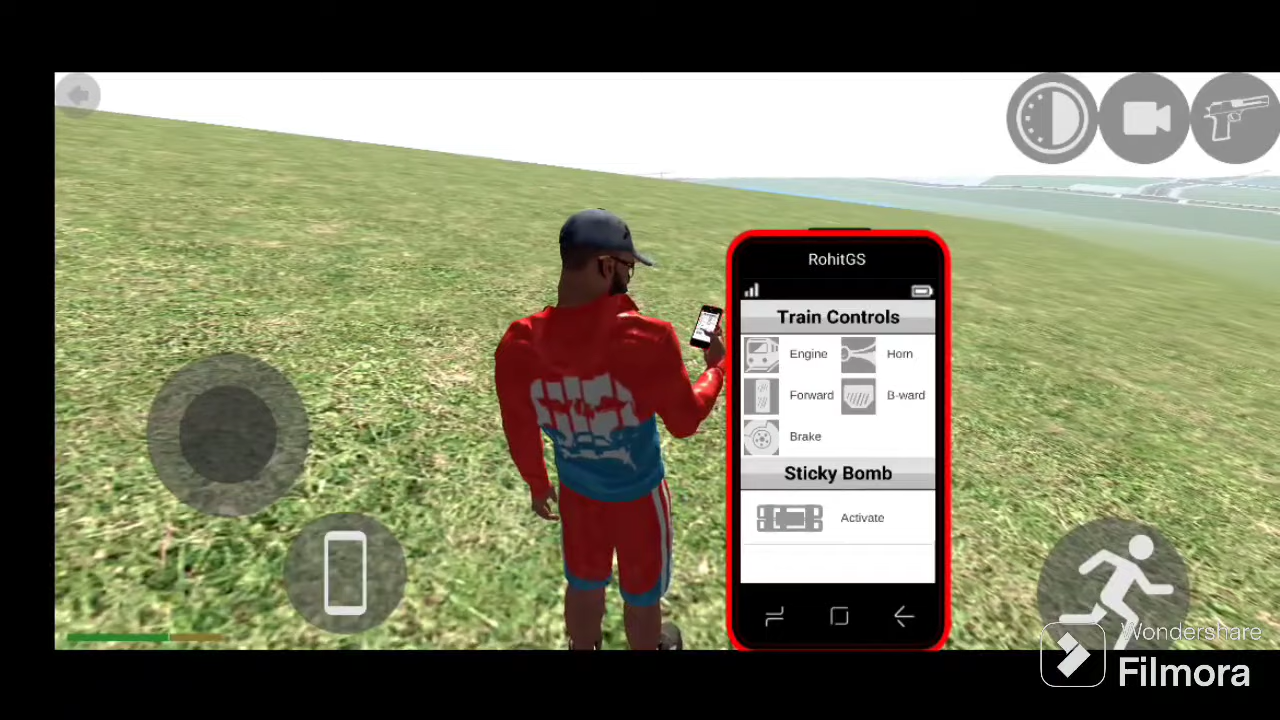 RohitGS
Train Controls
Engine Horn
Forward B-ward
Brake
Sticky Bomb
Activate
Wondershare
Filmora